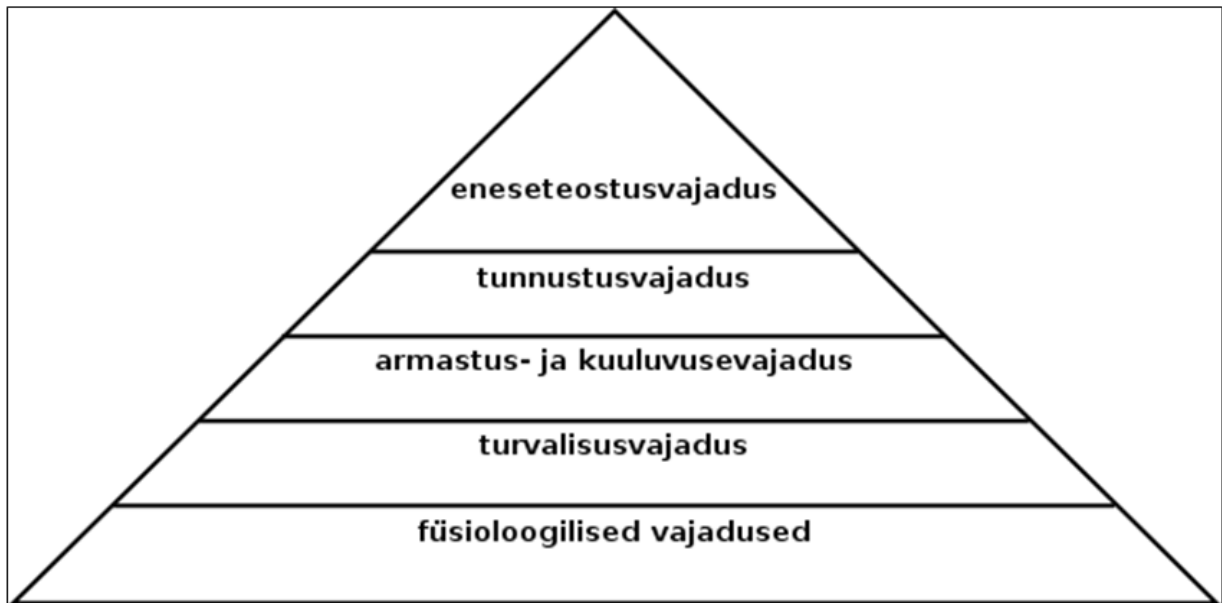 eneseteostusvajadus
tunnustusvajadus
armastus- ja kuuluvusevajadus
turvalisusvajadus
füsioloogilised vajadused